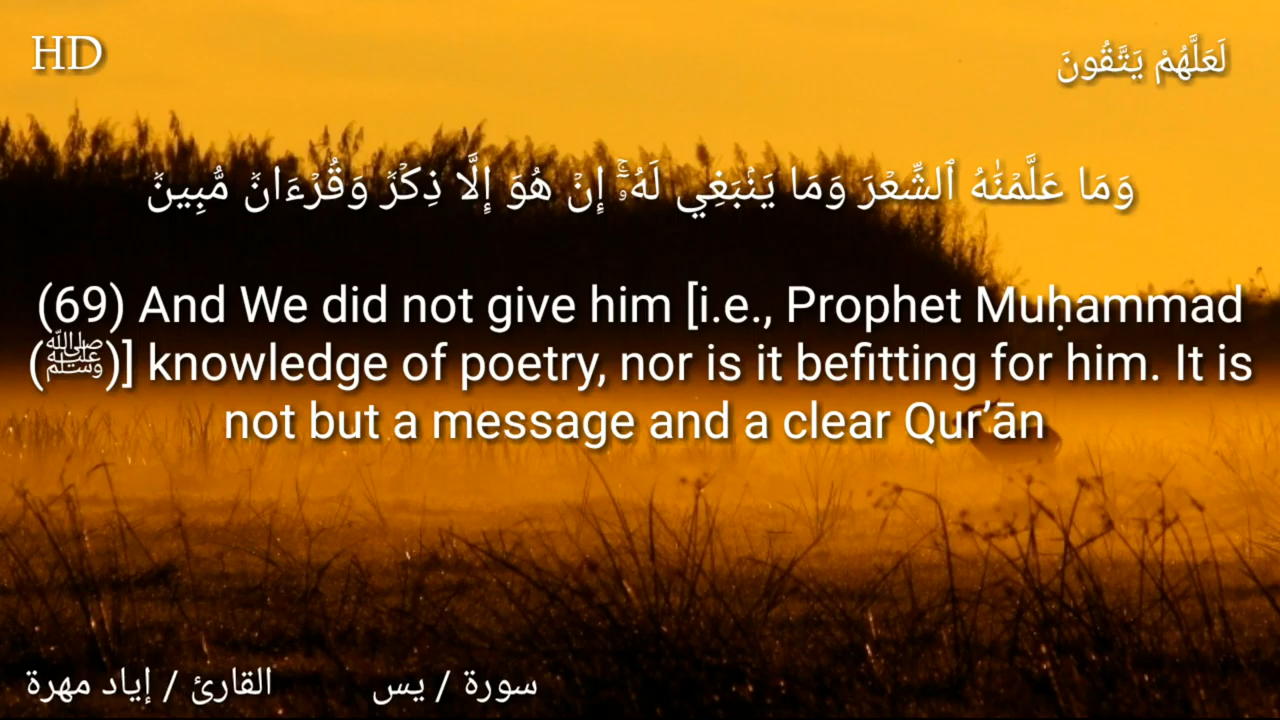 HD
لَعَلَّهُمْ يَتَّقُونَ
وَمَا عَلَّمْنَٰهُ ٱلشِّعْرَ وَمَا يَنۢبَغِي لَهُۥٓۚ إِنْ هُوَ إِلَّا ذِكْرٌ وَقُرْءَانٌ مُّبِينٌ
(69) And We did not give him [i.e., Prophet Muḥammad
(ﷺ)] knowledge of poetry, nor is it befitting for him. It is
not but a message and a clear Qur’ān
سورة / يس
القارئ / إياد مهرة